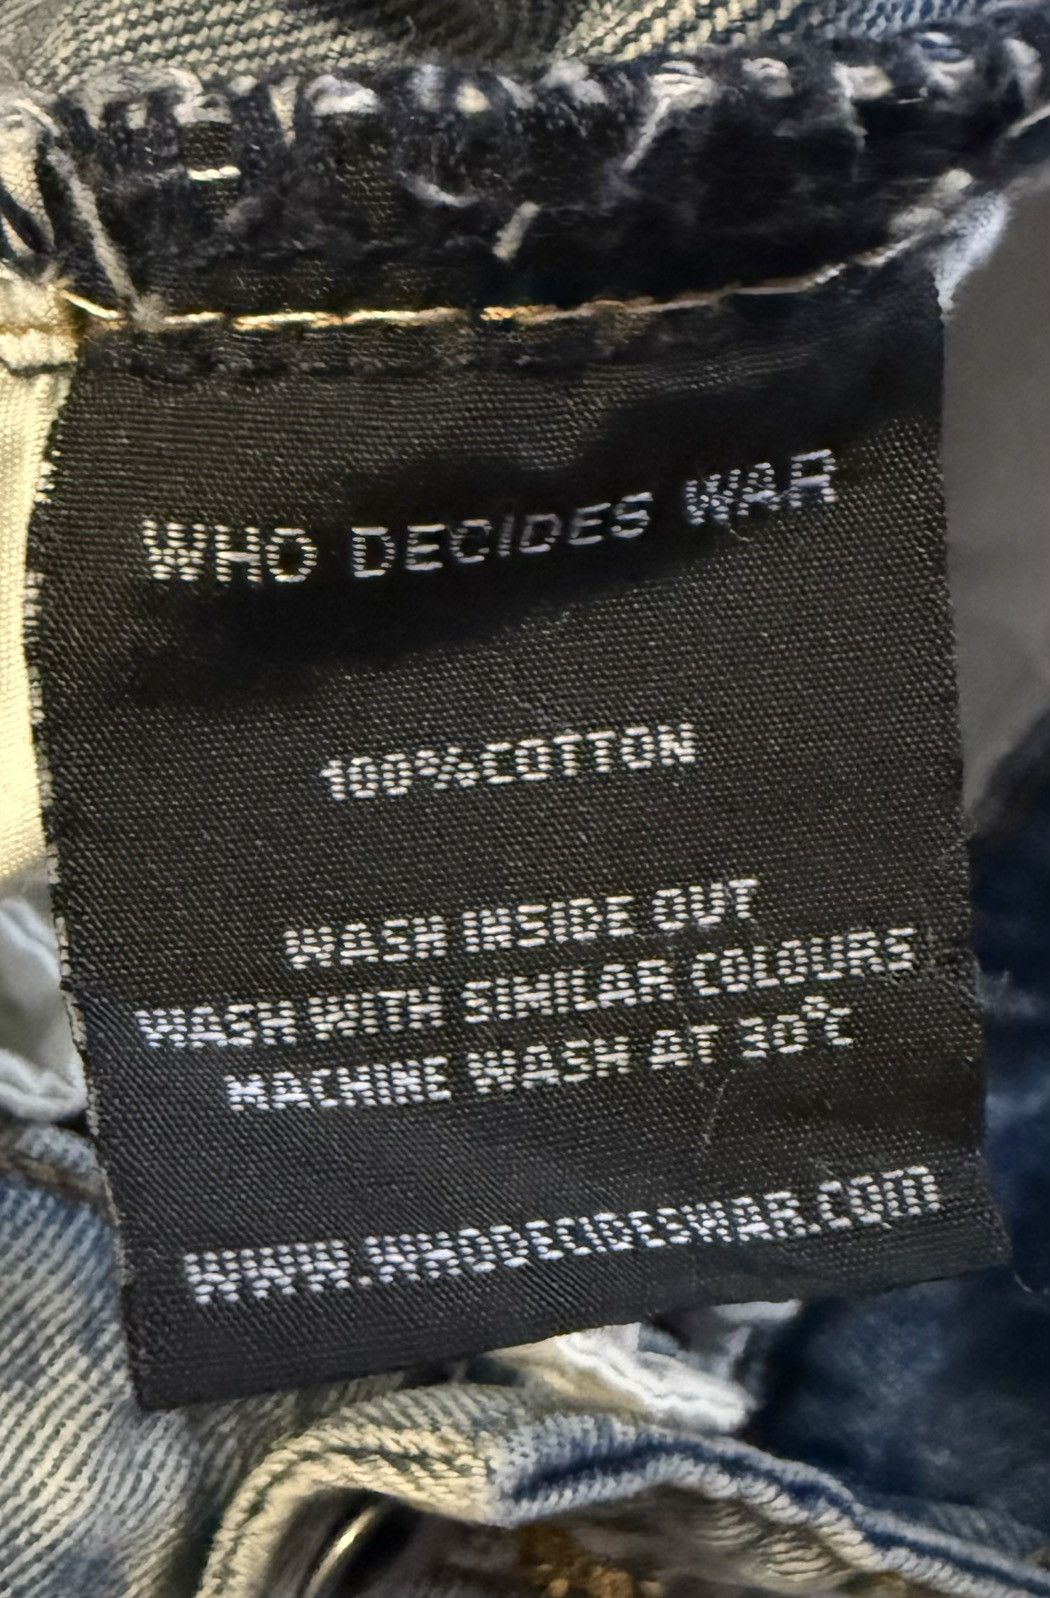 WHO DECIDES WAR
100%COTTON
WASH INSIDE OUT
WASH WITH SIMILAR COLOURS
MACHINE WASH AT 30°C
WWW.WHODECIDESWAR.COM